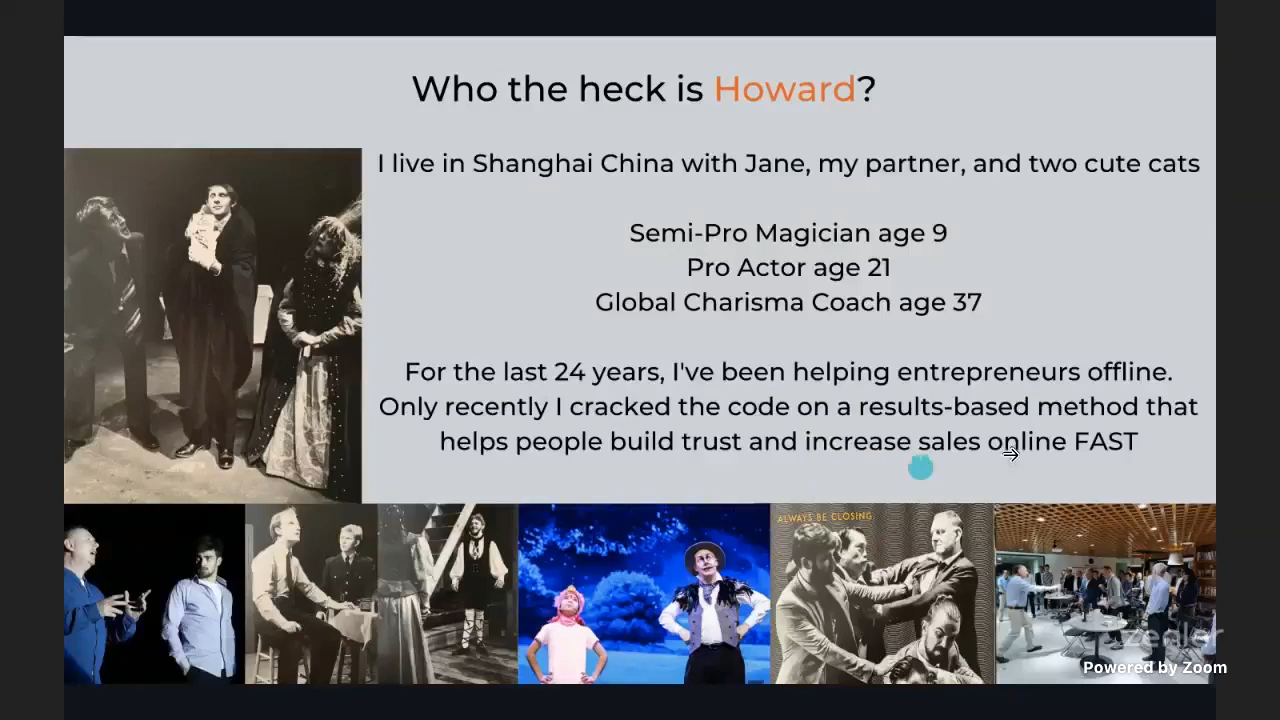 Who the heck is Howard?
I live in Shanghai China with Jane, my partner, and two cute cats
Semi-Pro Magician age 9
Pro Actor age 21
Global Charisma Coach age 37
For the last 24 years, I've been helping entrepreneurs offline.
Only recently I cracked the code on a results-based method that
helps people build trust and increase sales online FAST
ALWAYS BE CLOSING
Powered by Zoom